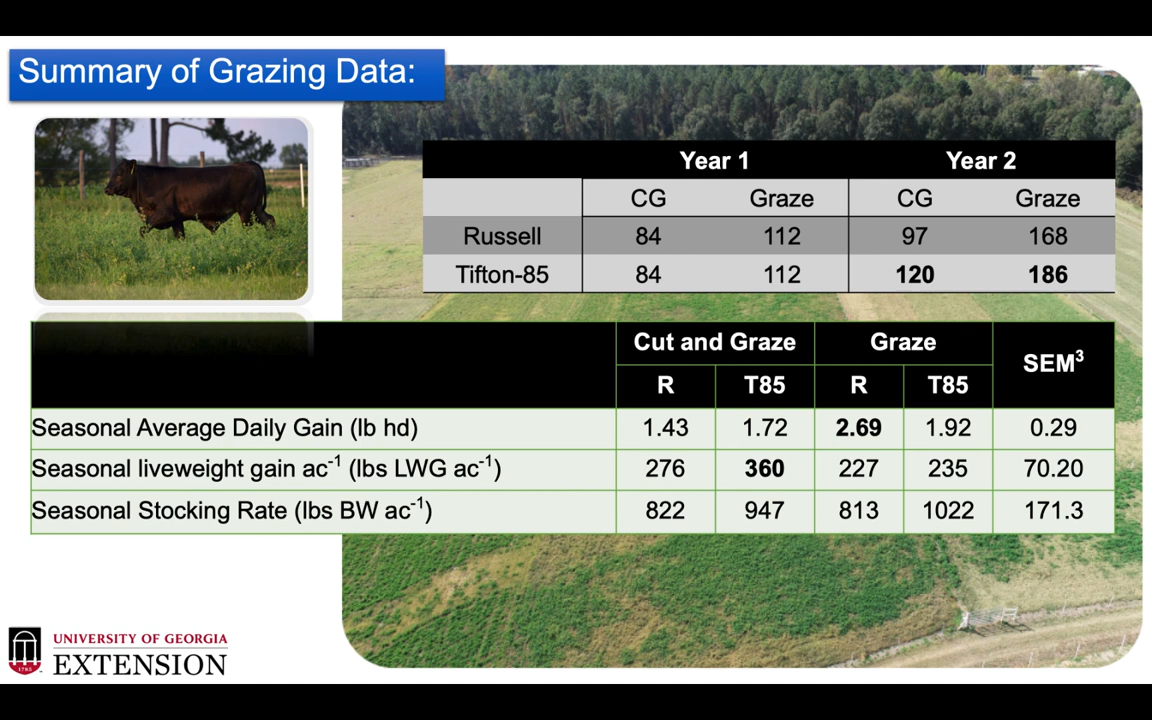 Summary of Grazing Data:
Year 1 Year 2
CG Graze CG Graze
Russell 84 112 97 168
Tifton-85 84 112 120 186
Cut and Graze Graze SEM³
R T85 R T85
Seasonal Average Daily Gain (lb hd) 1.43 1.72 2.69 1.92 0.29
Seasonal liveweight gain ac⁻¹ (lbs LWG ac⁻¹) 276 360 227 235 70.20
Seasonal Stocking Rate (lbs BW ac⁻¹) 822 947 813 1022 171.3
UNIVERSITY OF GEORGIA
EXTENSION
1785